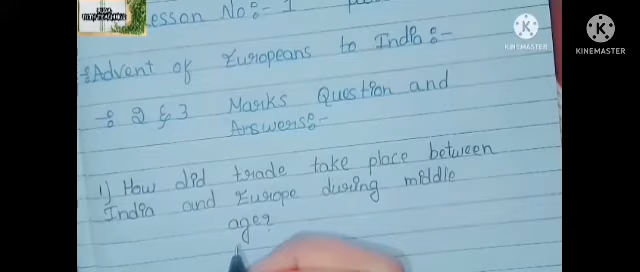 Lesson No:- 1
:Advent of Europeans to India:-
-: 2 & 3 Marks Question and
Answers:-
1) How did trade take place between
India and Europe during middle
age?
KINEMASTER
KINEMASTER